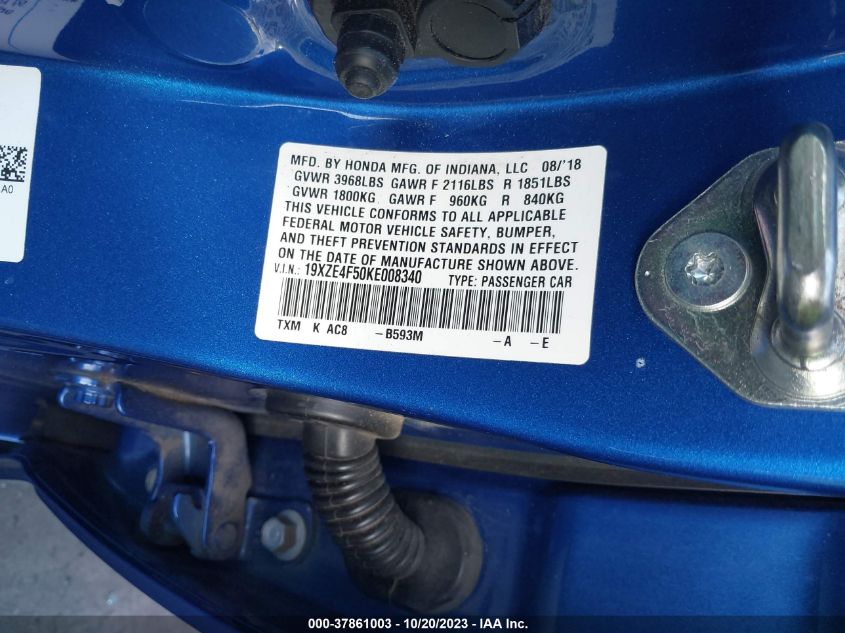 A0
MFD. BY HONDA MFG. OF INDIANA, LLC 08/'18
GVWR 3968LBS GAWR F 2116LBS R 1851LBS
GVWR 1800KG GAWR F 960KG R 840KG
THIS VEHICLE CONFORMS TO ALL APPLICABLE
FEDERAL MOTOR VEHICLE SAFETY, BUMPER,
AND THEFT PREVENTION STANDARDS IN EFFECT
ON THE DATE OF MANUFACTURE SHOWN ABOVE.
V.I.N.: 19XZE4F50KE008340 TYPE: PASSENGER CAR
TXM K AC8 -B593M -A -E
000-37861003 - 10/20/2023 - IAA Inc.